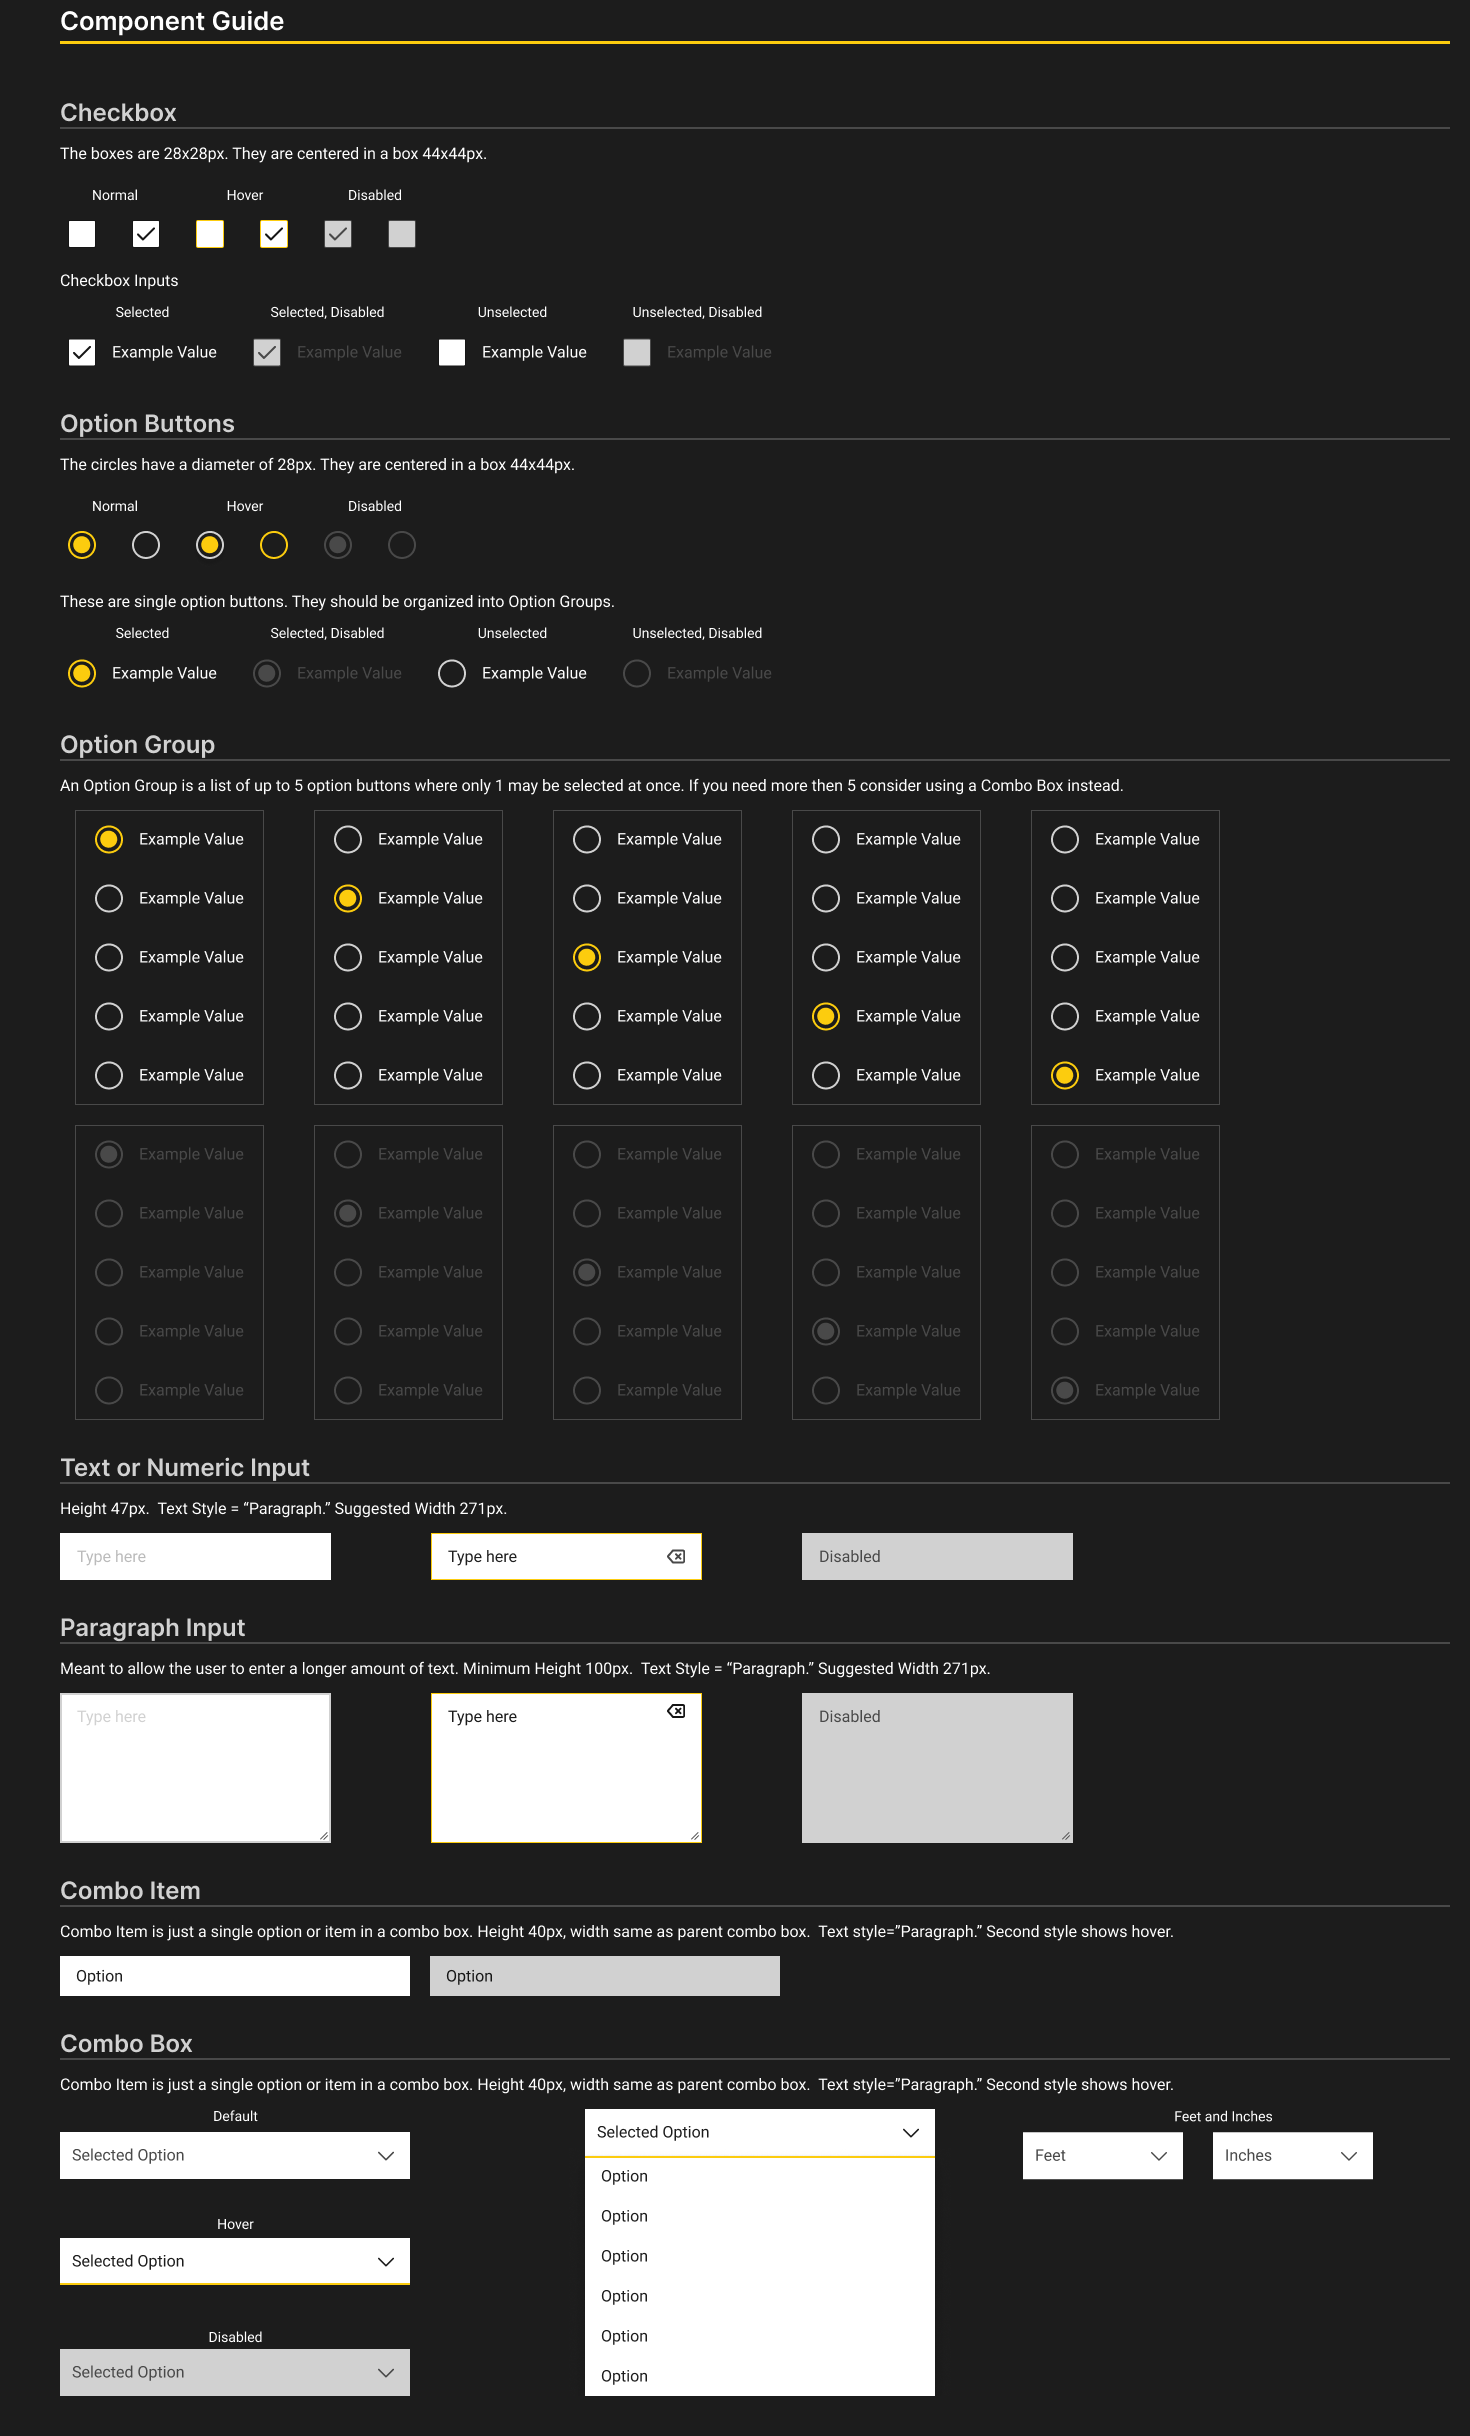 Component Guide
Checkbox
The boxes are 28x28px. They are centered in a box 44x44px.
Normal Hover Disabled
Checkbox Inputs
Selected Selected, Disabled Unselected Unselected, Disabled
Example Value Example Value Example Value Example Value
Option Buttons
The circles have a diameter of 28px. They are centered in a box 44x44px.
Normal Hover Disabled
These are single option buttons. They should be organized into Option Groups.
Selected Selected, Disabled Unselected Unselected, Disabled
Example Value Example Value Example Value Example Value
Option Group
An Option Group is a list of up to 5 option buttons where only 1 may be selected at once. If you need more then 5 consider using a Combo Box instead.
Example Value Example Value Example Value Example Value Example Value
Example Value Example Value Example Value Example Value Example Value
Example Value Example Value Example Value Example Value Example Value
Example Value Example Value Example Value Example Value Example Value
Example Value Example Value Example Value Example Value Example Value
Example Value Example Value Example Value Example Value Example Value
Example Value Example Value Example Value Example Value Example Value
Example Value Example Value Example Value Example Value Example Value
Example Value Example Value Example Value Example Value Example Value
Example Value Example Value Example Value Example Value Example Value
Text or Numeric Input
Height 47px.  Text Style = “Paragraph.” Suggested Width 271px.
Type here Type here Disabled
Paragraph Input
Meant to allow the user to enter a longer amount of text. Minimum Height 100px.  Text Style = “Paragraph.” Suggested Width 271px.
Type here Type here Disabled
Combo Item
Combo Item is just a single option or item in a combo box. Height 40px, width same as parent combo box.  Text style=”Paragraph.” Second style shows hover.
Option Option
Combo Box
Combo Item is just a single option or item in a combo box. Height 40px, width same as parent combo box.  Text style=”Paragraph.” Second style shows hover.
Default
Selected Option
Hover
Selected Option
Disabled
Selected Option
Selected Option
Option
Option
Option
Option
Option
Option
Feet and Inches
Feet Inches